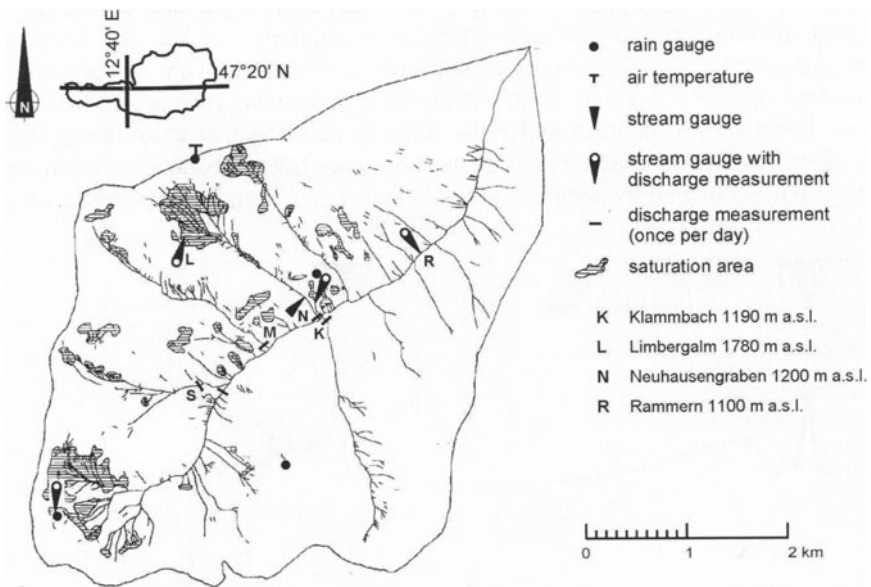 12°40' E
47°20' N
N
rain gauge
air temperature
stream gauge
stream gauge with
discharge measurement
discharge measurement
(once per day)
saturation area
K Klammbach 1190 m a.s.l.
L Limbergalm 1780 m a.s.l.
N Neuhausengraben 1200 m a.s.l.
R Rammern 1100 m a.s.l.
L
R
N
K
M
S
0 1 2 km